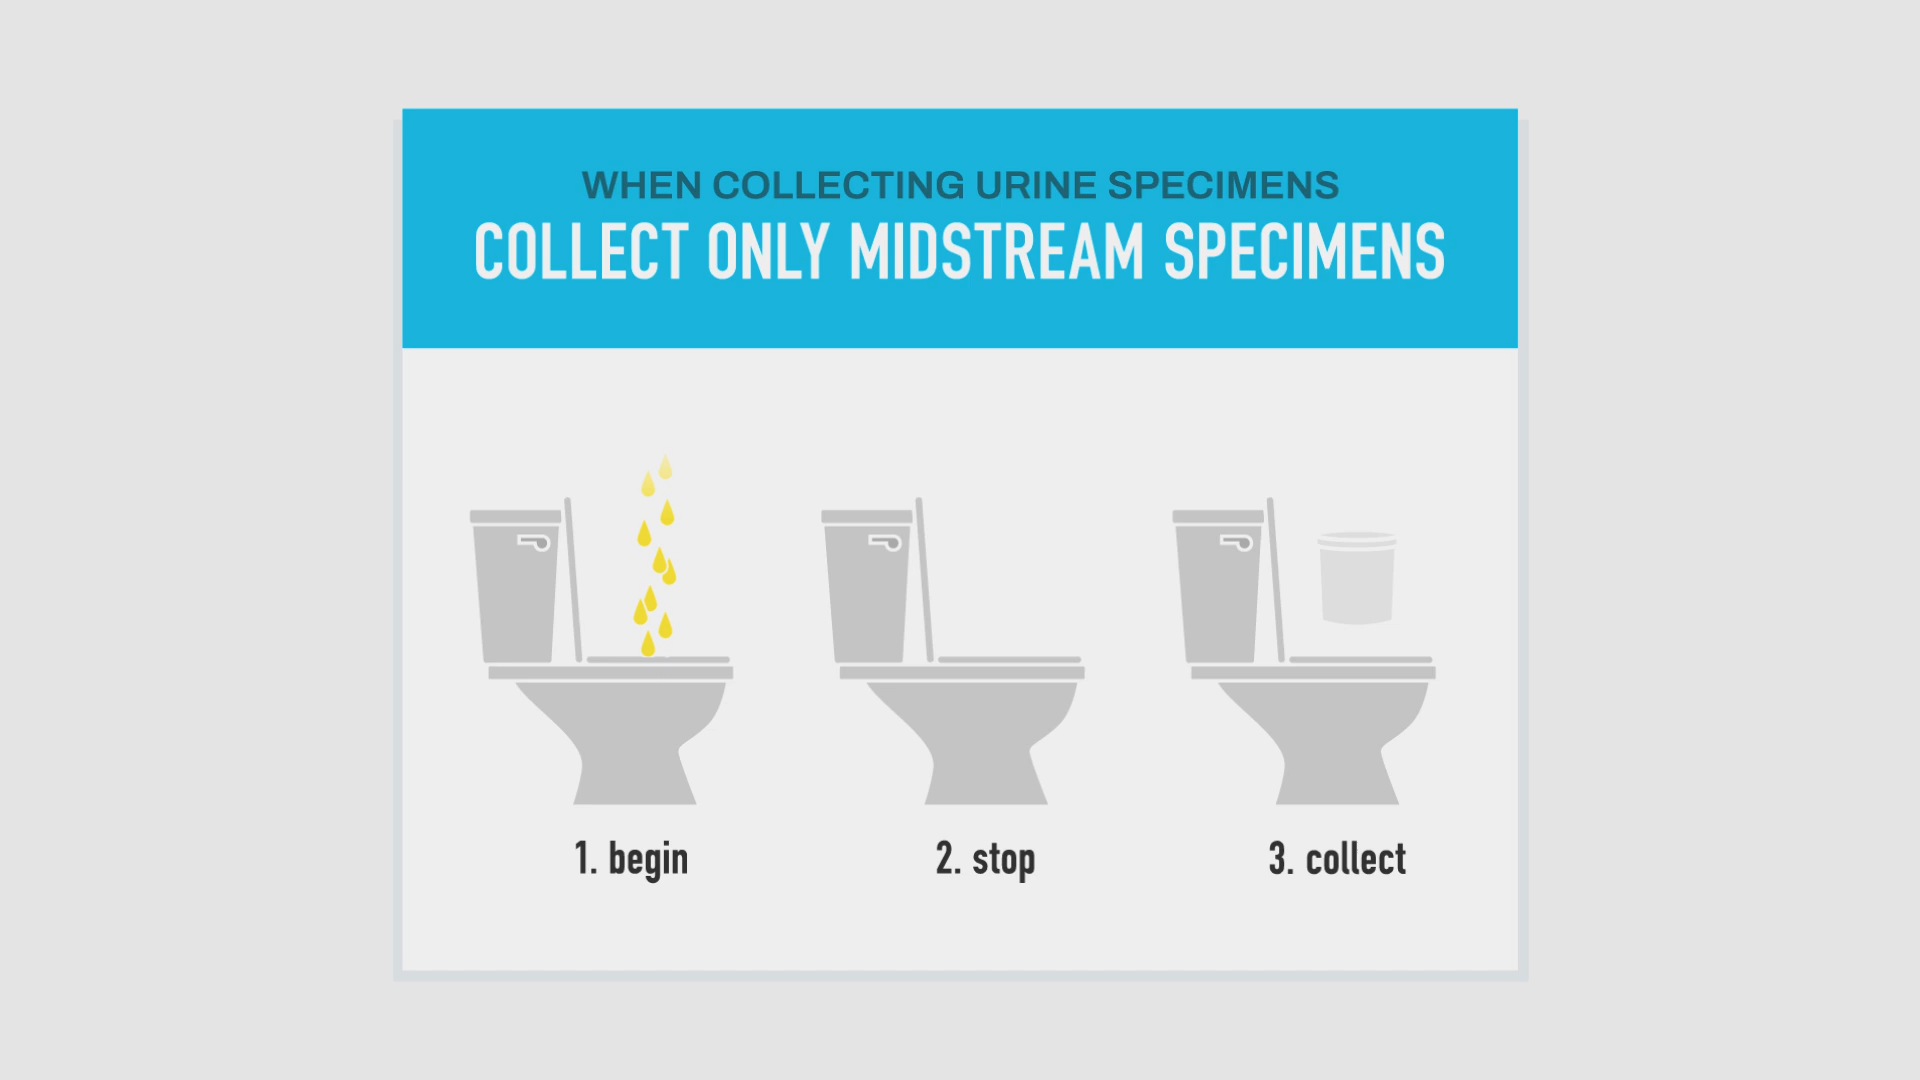 WHEN COLLECTING URINE SPECIMENS
COLLECT ONLY MIDSTREAM SPECIMENS
1. begin
2. stop
3. collect